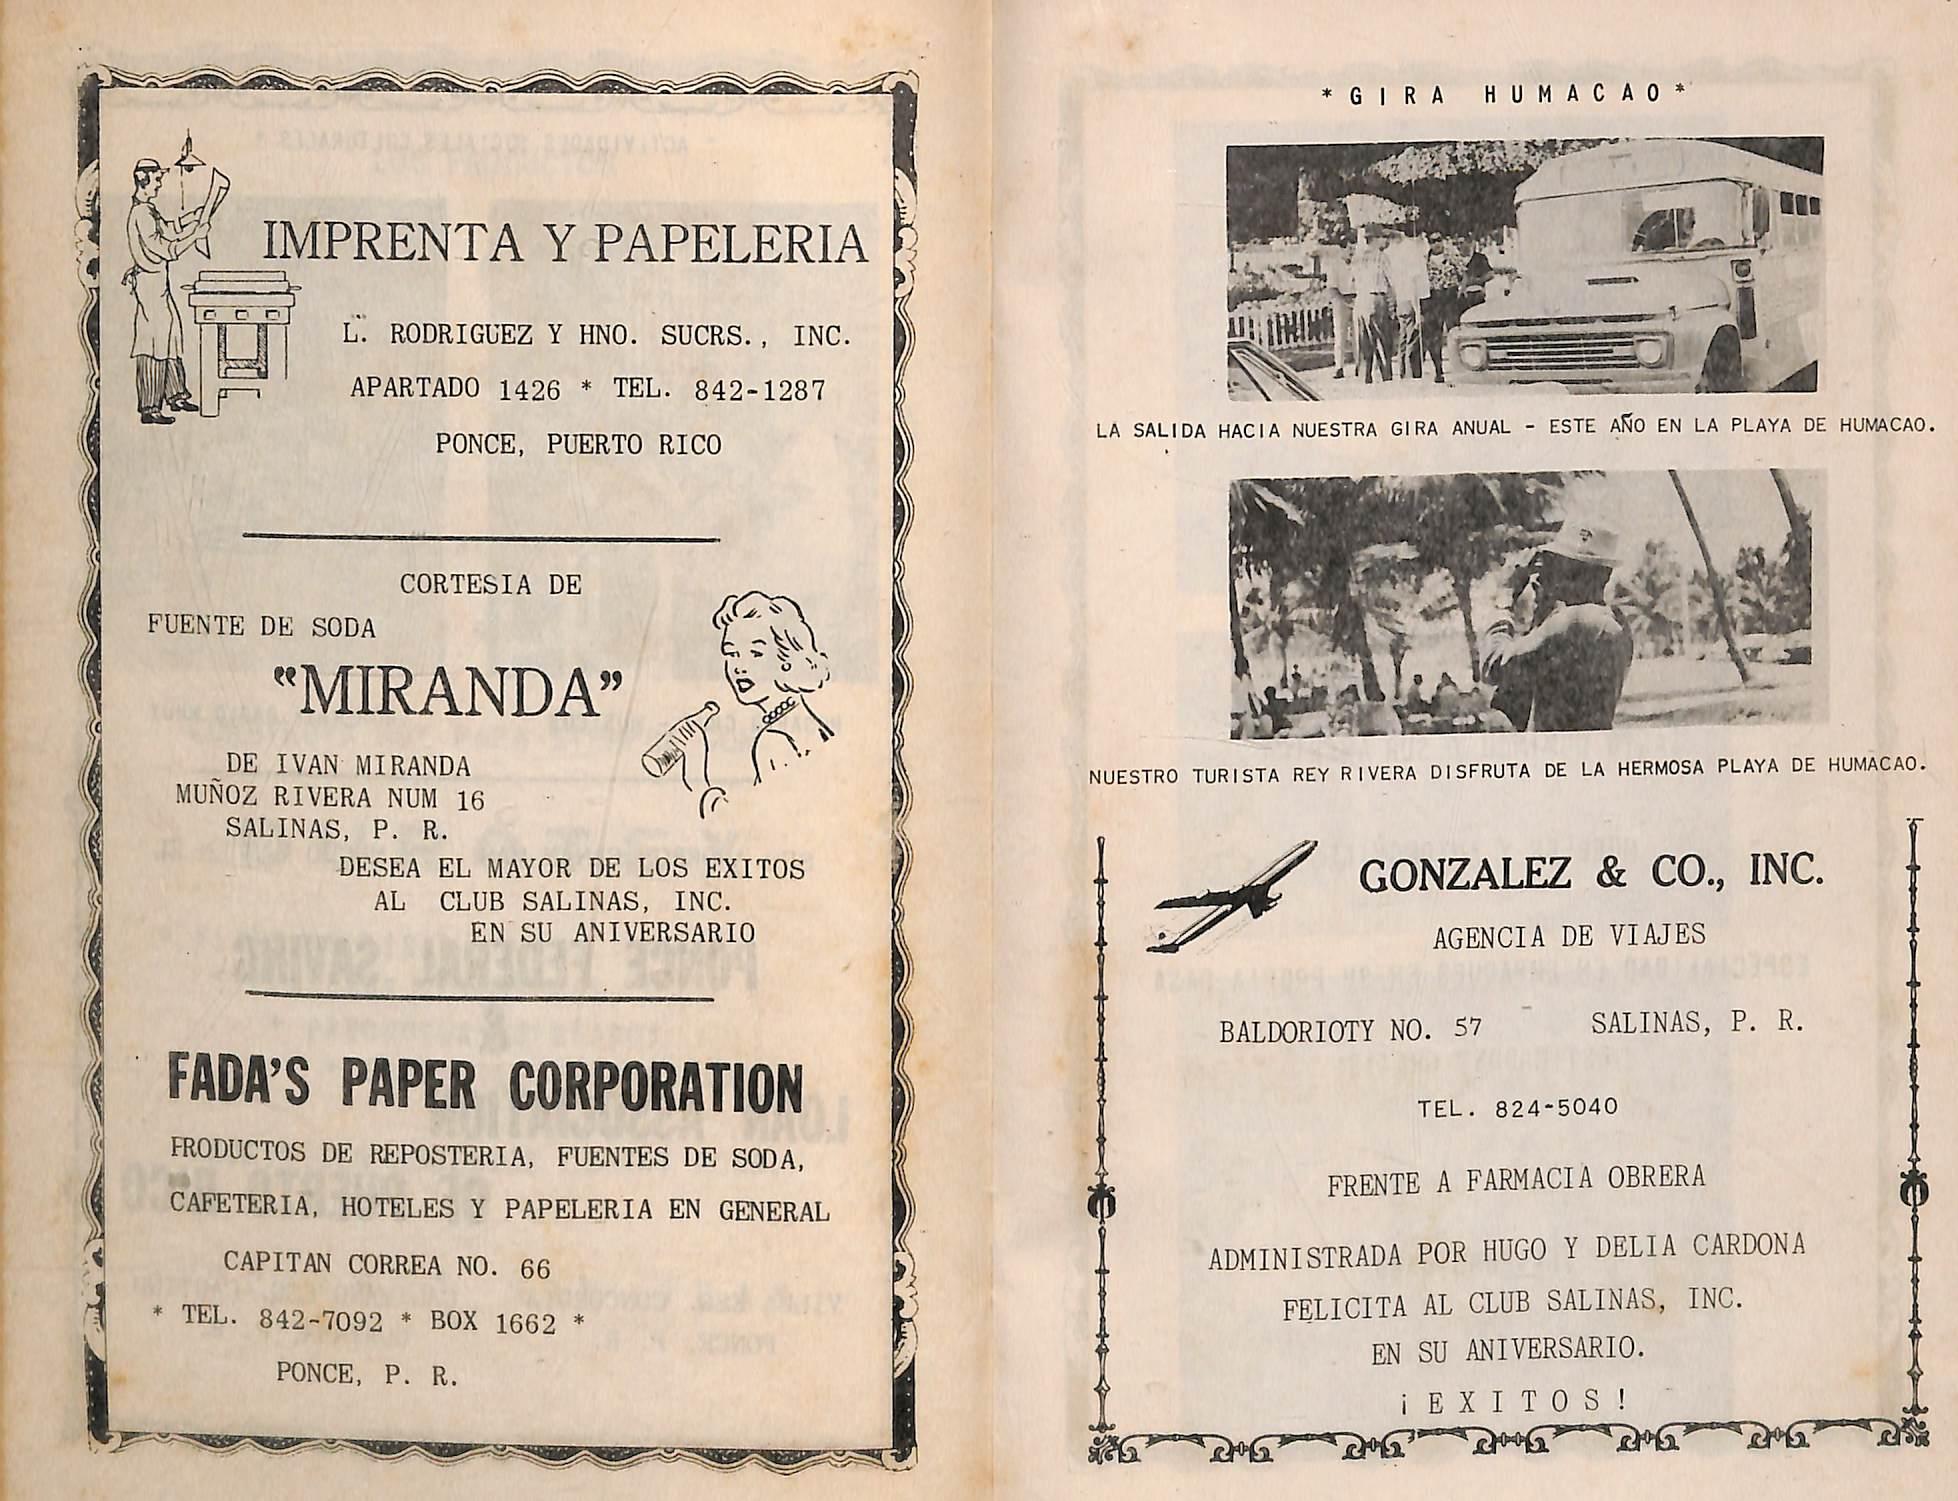 IMPRENTA Y PAPELERIA
L. RODRIGUEZ Y HNO. SUCRS., INC.
APARTADO 1426 * TEL. 842-1287
PONCE, PUERTO RICO
CORTESIA DE
FUENTE DE SODA
"MIRANDA"
DE IVAN MIRANDA
MUÑOZ RIVERA NUM 16
SALINAS, P. R.
DESEA EL MAYOR DE LOS EXITOS
AL CLUB SALINAS, INC.
EN SU ANIVERSARIO
FADA'S PAPER CORPORATION
PRODUCTOS DE REPOSTERIA, FUENTES DE SODA,
CAFETERIA, HOTELES Y PAPELERIA EN GENERAL
CAPITAN CORREA NO. 66
* TEL. 842-7092 * BOX 1662 *
PONCE, P. R.
*GIRA HUMACAO*
LA SALIDA HACIA NUESTRA GIRA ANUAL - ESTE AÑO EN LA PLAYA DE HUMACAO.
NUESTRO TURISTA REY RIVERA DISFRUTA DE LA HERMOSA PLAYA DE HUMACAO.
GONZALEZ & CO., INC.
AGENCIA DE VIAJES
BALDORIOTY NO. 57 SALINAS, P. R.
TEL. 824-5040
FRENTE A FARMACIA OBRERA
ADMINISTRADA POR HUGO Y DELIA CARDONA
FELICITA AL CLUB SALINAS, INC.
EN SU ANIVERSARIO.
¡EXITOS!